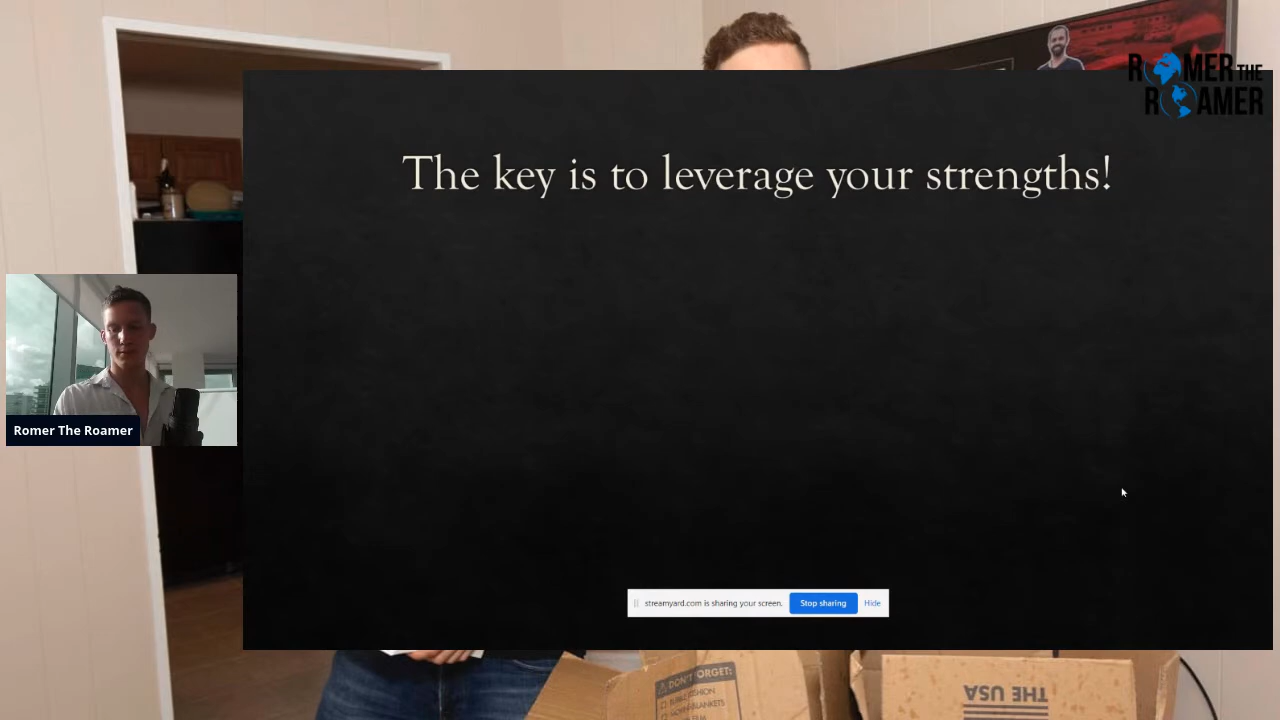 ROMER THE
ROAMER
The key is to leverage your strengths!
Romer The Roamer
streamyard.com is sharing your screen.
Stop sharing
Hide
DON'T FORGET:
THE USA